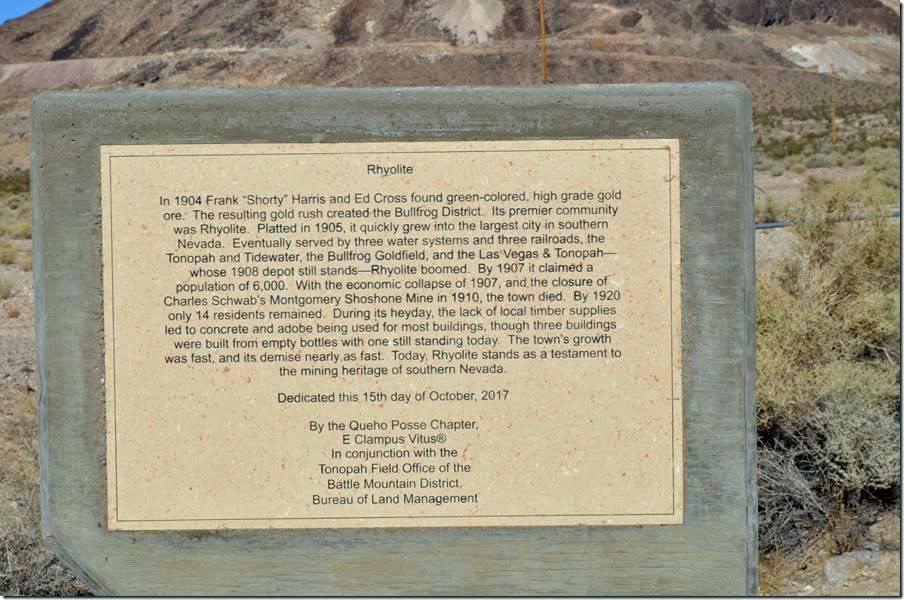 Rhyolite
In 1904 Frank "Shorty" Harris and Ed Cross found green-colored, high grade gold
ore. The resulting gold rush created the Bullfrog District. Its premier community
was Rhyolite. Platted in 1905, it quickly grew into the largest city in southern
Nevada. Eventually served by three water systems and three railroads, the
Tonopah and Tidewater, the Bullfrog Goldfield, and the Las Vegas & Tonopah—
whose 1908 depot still stands—Rhyolite boomed. By 1907 it claimed a
population of 6,000. With the economic collapse of 1907, and the closure of
Charles Schwab's Montgomery Shoshone Mine in 1910, the town died. By 1920
only 14 residents remained. During its heyday, the lack of local timber supplies
led to concrete and adobe being used for most buildings, though three buildings
were built from empty bottles with one still standing today. The town's growth
was fast, and its demise nearly as fast. Today, Rhyolite stands as a testament to
the mining heritage of southern Nevada.
Dedicated this 15th day of October, 2017
By the Queho Posse Chapter,
E Clampus Vitus®
In conjunction with the
Tonopah Field Office of the
Battle Mountain District,
Bureau of Land Management